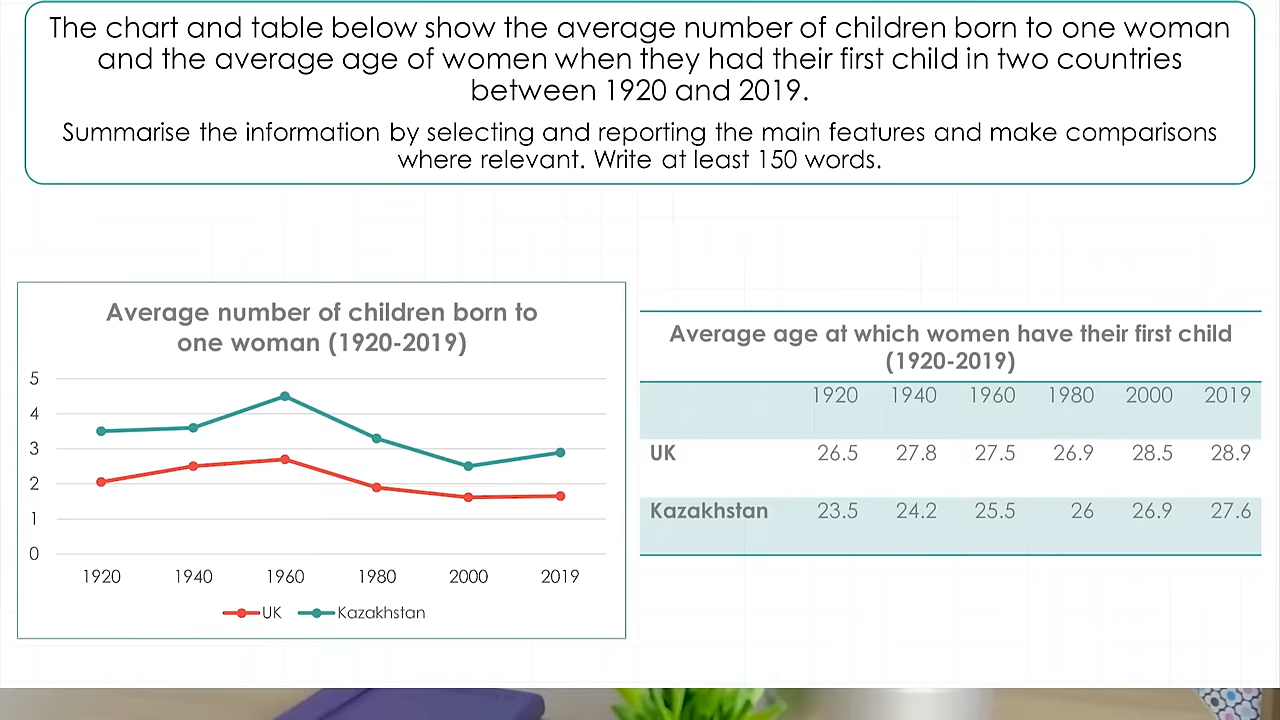 The chart and table below show the average number of children born to one woman
and the average age of women when they had their first child in two countries
between 1920 and 2019.
Summarise the information by selecting and reporting the main features and make comparisons
where relevant. Write at least 150 words.
Average number of children born to
one woman (1920-2019)
5
4
3
2
1
0
1920 1940 1960 1980 2000 2019
UK Kazakhstan
Average age at which women have their first child
(1920-2019)
1920 1940 1960 1980 2000 2019
UK 26.5 27.8 27.5 26.9 28.5 28.9
Kazakhstan 23.5 24.2 25.5 26 26.9 27.6